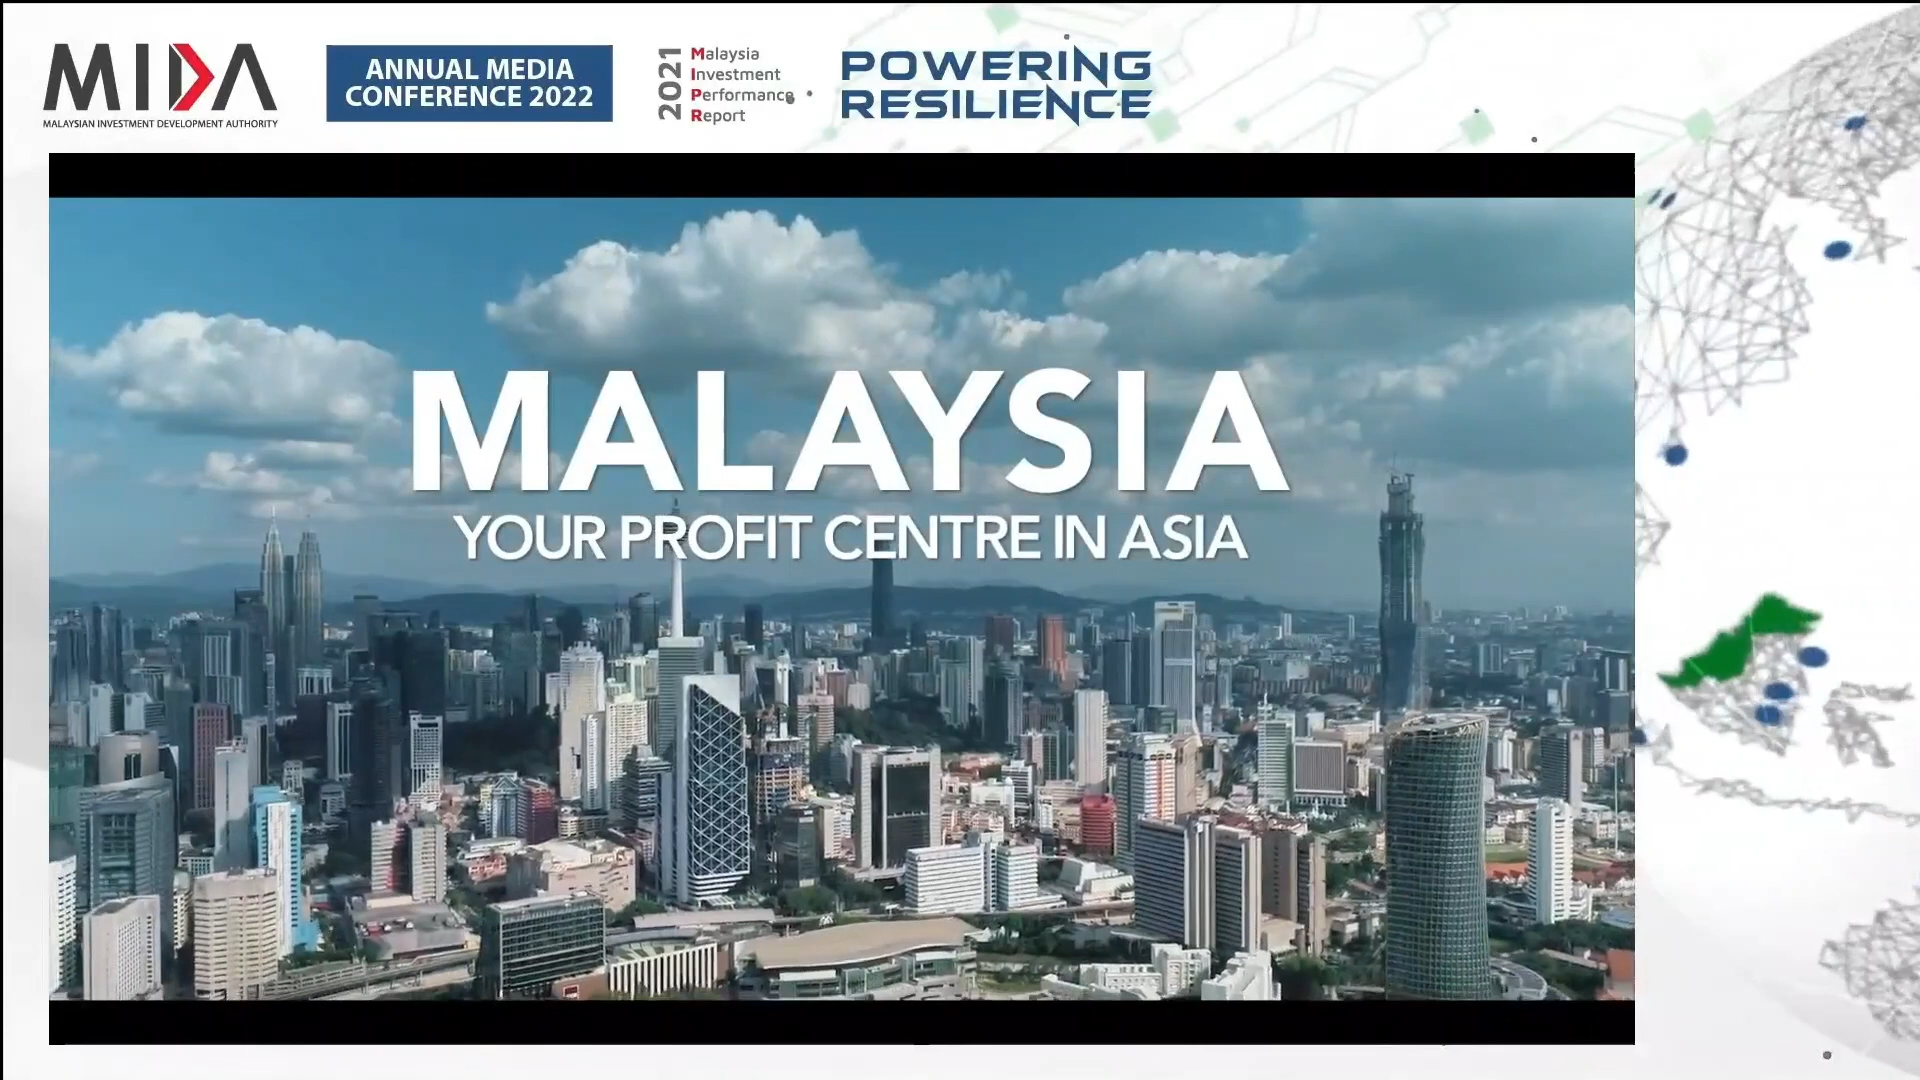 MIDA
MALAYSIAN INVESTMENT DEVELOPMENT AUTHORITY
ANNUAL MEDIA
CONFERENCE 2022
2021
Malaysia
Investment
Performance
Report
POWERING
RESILIENCE
MALAYSIA
YOUR PROFIT CENTRE IN ASIA